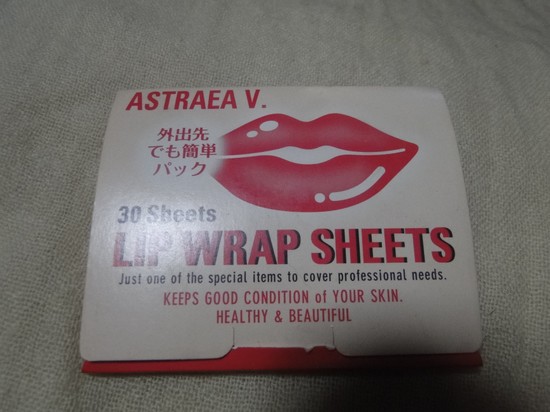 ASTRAEA V.
外出先
でも簡単
パック
30 Sheets
LIP WRAP SHEETS
Just one of the special items to cover professional needs.
KEEPS GOOD CONDITION of YOUR SKIN.
HEALTHY & BEAUTIFUL